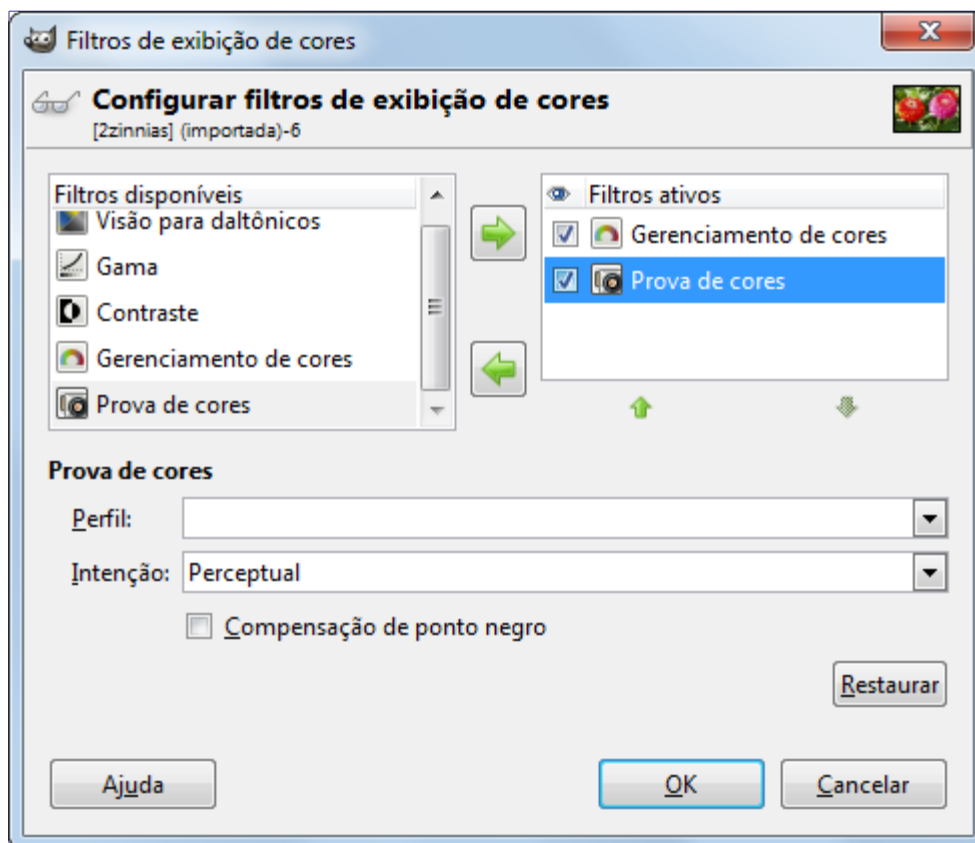 Filtros de exibição de cores
Configurar filtros de exibição de cores
[2zinnias] (importada)-6
Filtros disponíveis
Visão para daltônicos
Gama
Contraste
Gerenciamento de cores
Prova de cores
Filtros ativos
Gerenciamento de cores
Prova de cores
Prova de cores
Perfil:
Intenção: Perceptual
Compensação de ponto negro
Restaurar
Ajuda OK Cancelar